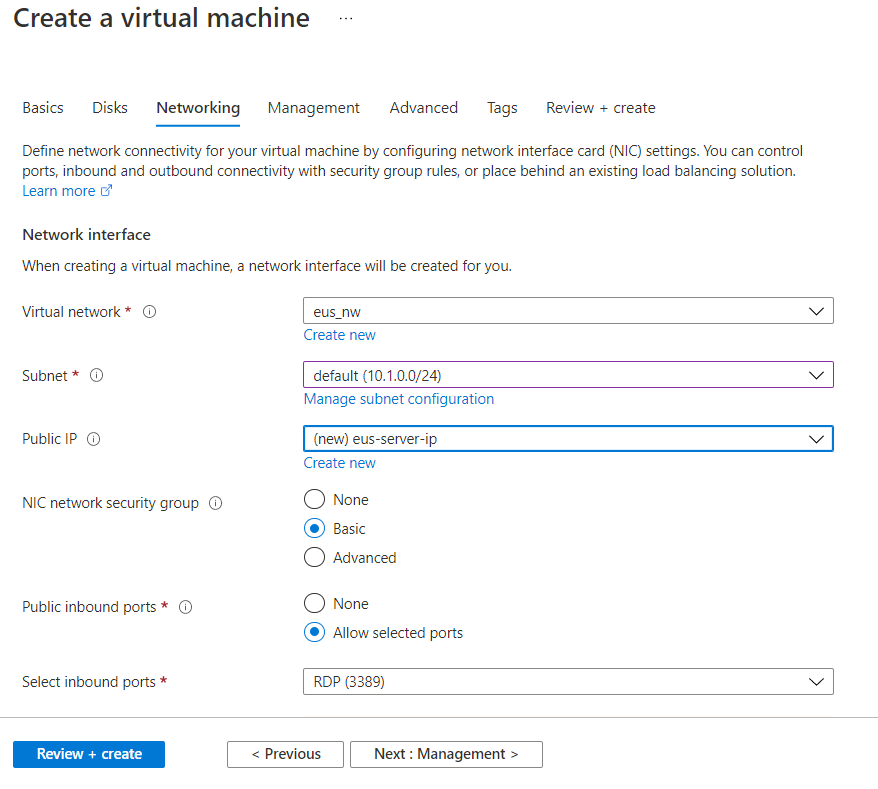 Create a virtual machine ...
Basics Disks Networking Management Advanced Tags Review + create
Define network connectivity for your virtual machine by configuring network interface card (NIC) settings. You can control
ports, inbound and outbound connectivity with security group rules, or place behind an existing load balancing solution.
Learn more
Network interface
When creating a virtual machine, a network interface will be created for you.
Virtual network *
eus_nw
Create new
Subnet *
default (10.1.0.0/24)
Manage subnet configuration
Public IP
(new) eus-server-ip
Create new
NIC network security group
None
Basic
Advanced
Public inbound ports *
None
Allow selected ports
Select inbound ports *
RDP (3389)
Review + create
< Previous
Next : Management >